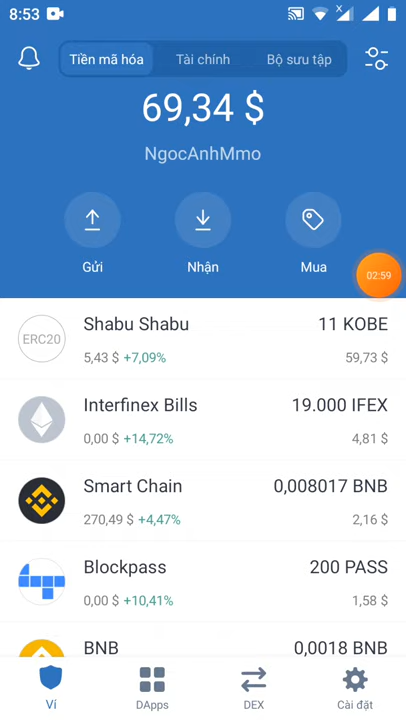 8:53
Tiền mã hóa Tài chính Bộ sưu tập
69,34 $
NgocAnhMmo
Gửi Nhận Mua
02:59
ERC20
Shabu Shabu 11 KOBE
5,43 $ +7,09% 59,73 $
Interfinex Bills 19.000 IFEX
0,00 $ +14,72% 4,81 $
Smart Chain 0,008017 BNB
270,49 $ +4,47% 2,16 $
Blockpass 200 PASS
0,00 $ +10,41% 1,58 $
BNB 0,0018 BNB
Ví DApps DEX Cài đặt